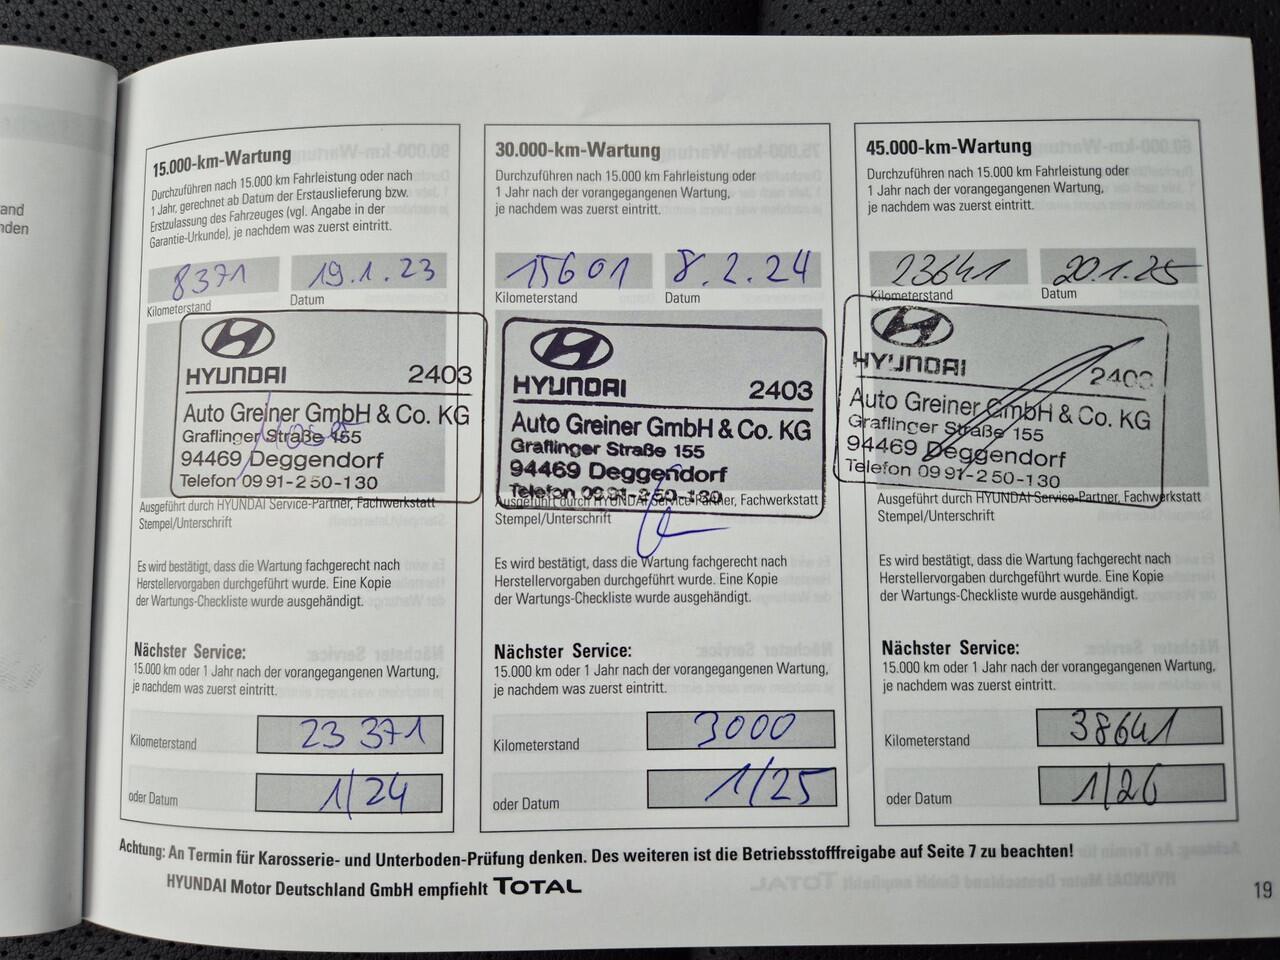 and
nden
15.000-km-Wartung
Durchzuführen nach 15.000 km Fahrleistung oder nach
1 Jahr, gerechnet ab Datum der Erstauslieferung bzw.
Erstzulassung des Fahrzeuges (vgl. Angabe in der
Garantie-Urkunde), je nachdem was zuerst eintritt.
8371
19.1.23
Kilometerstand
Datum
HYUNDAI 2403
Auto Greiner GmbH & Co. KG
Graflinger Straße 155
94469 Deggendorf
Telefon 09 91-2 50-130
Ausgeführt durch HYUNDAI Service-Partner, Fachwerkstatt
Stempel/Unterschrift
Es wird bestätigt, dass die Wartung fachgerecht nach
Herstellervorgaben durchgeführt wurde. Eine Kopie
der Wartungs-Checkliste wurde ausgehändigt.
Nächster Service:
15.000 km oder 1 Jahr nach der vorangegangenen Wartung,
je nachdem was zuerst eintritt.
Kilometerstand 23 371
oder Datum 1/24
30.000-km-Wartung
Durchzuführen nach 15.000 km Fahrleistung oder
1 Jahr nach der vorangegangenen Wartung,
je nachdem was zuerst eintritt.
15601
8.2.24
Kilometerstand
Datum
HYUNDAI 2403
Auto Greiner GmbH & Co. KG
Graflinger Straße 155
94469 Deggendorf
Telefon 09 91-2 50-130
Ausgeführt durch HYUNDAI Service-Partner, Fachwerkstatt
Stempel/Unterschrift
Es wird bestätigt, dass die Wartung fachgerecht nach
Herstellervorgaben durchgeführt wurde. Eine Kopie
der Wartungs-Checkliste wurde ausgehändigt.
Nächster Service:
15.000 km oder 1 Jahr nach der vorangegangenen Wartung,
je nachdem was zuerst eintritt.
Kilometerstand 3000
oder Datum 1/25
45.000-km-Wartung
Durchzuführen nach 15.000 km Fahrleistung oder
1 Jahr nach der vorangegangenen Wartung,
je nachdem was zuerst eintritt.
23641
20.1.25
Kilometerstand
Datum
HYUNDAI 2403
Auto Greiner GmbH & Co. KG
Graflinger Straße 155
94469 Deggendorf
Telefon 09 91-2 50-130
Ausgeführt durch HYUNDAI Service-Partner, Fachwerkstatt
Stempel/Unterschrift
Es wird bestätigt, dass die Wartung fachgerecht nach
Herstellervorgaben durchgeführt wurde. Eine Kopie
der Wartungs-Checkliste wurde ausgehändigt.
Nächster Service:
15.000 km oder 1 Jahr nach der vorangegangenen Wartung,
je nachdem was zuerst eintritt.
Kilometerstand 38641
oder Datum 1/26
Achtung: An Termin für Karosserie- und Unterboden-Prüfung denken. Des weiteren ist die Betriebsstofffreigabe auf Seite 7 zu beachten!
HYUNDAI Motor Deutschland GmbH empfiehlt TOTAL
19